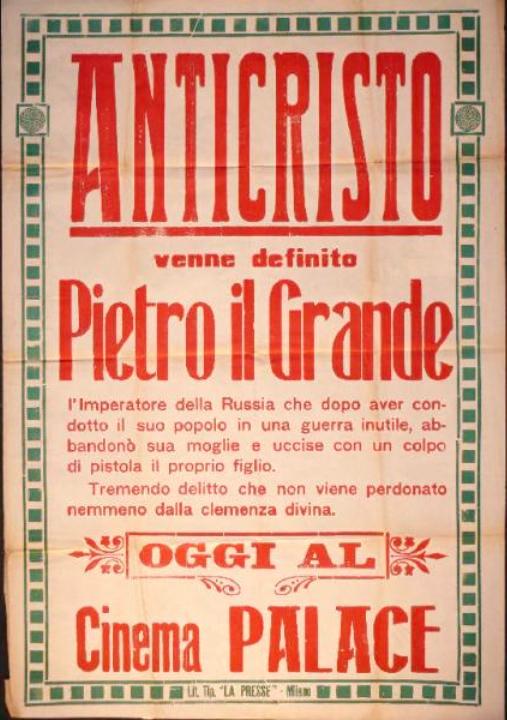 ANTICRISTO
venne definito
Pietro il Grande
l'Imperatore della Russia che dopo aver con-
dotto il suo popolo in una guerra inutile, ab-
bandonò sua moglie e uccise con un colpo
di pistola il proprio figlio.
Tremendo delitto che non viene perdonato
nemmeno dalla clemenza divina.
OGGI AL
Cinema PALACE
Lit. Tip. "LA PRESSE" - Milano